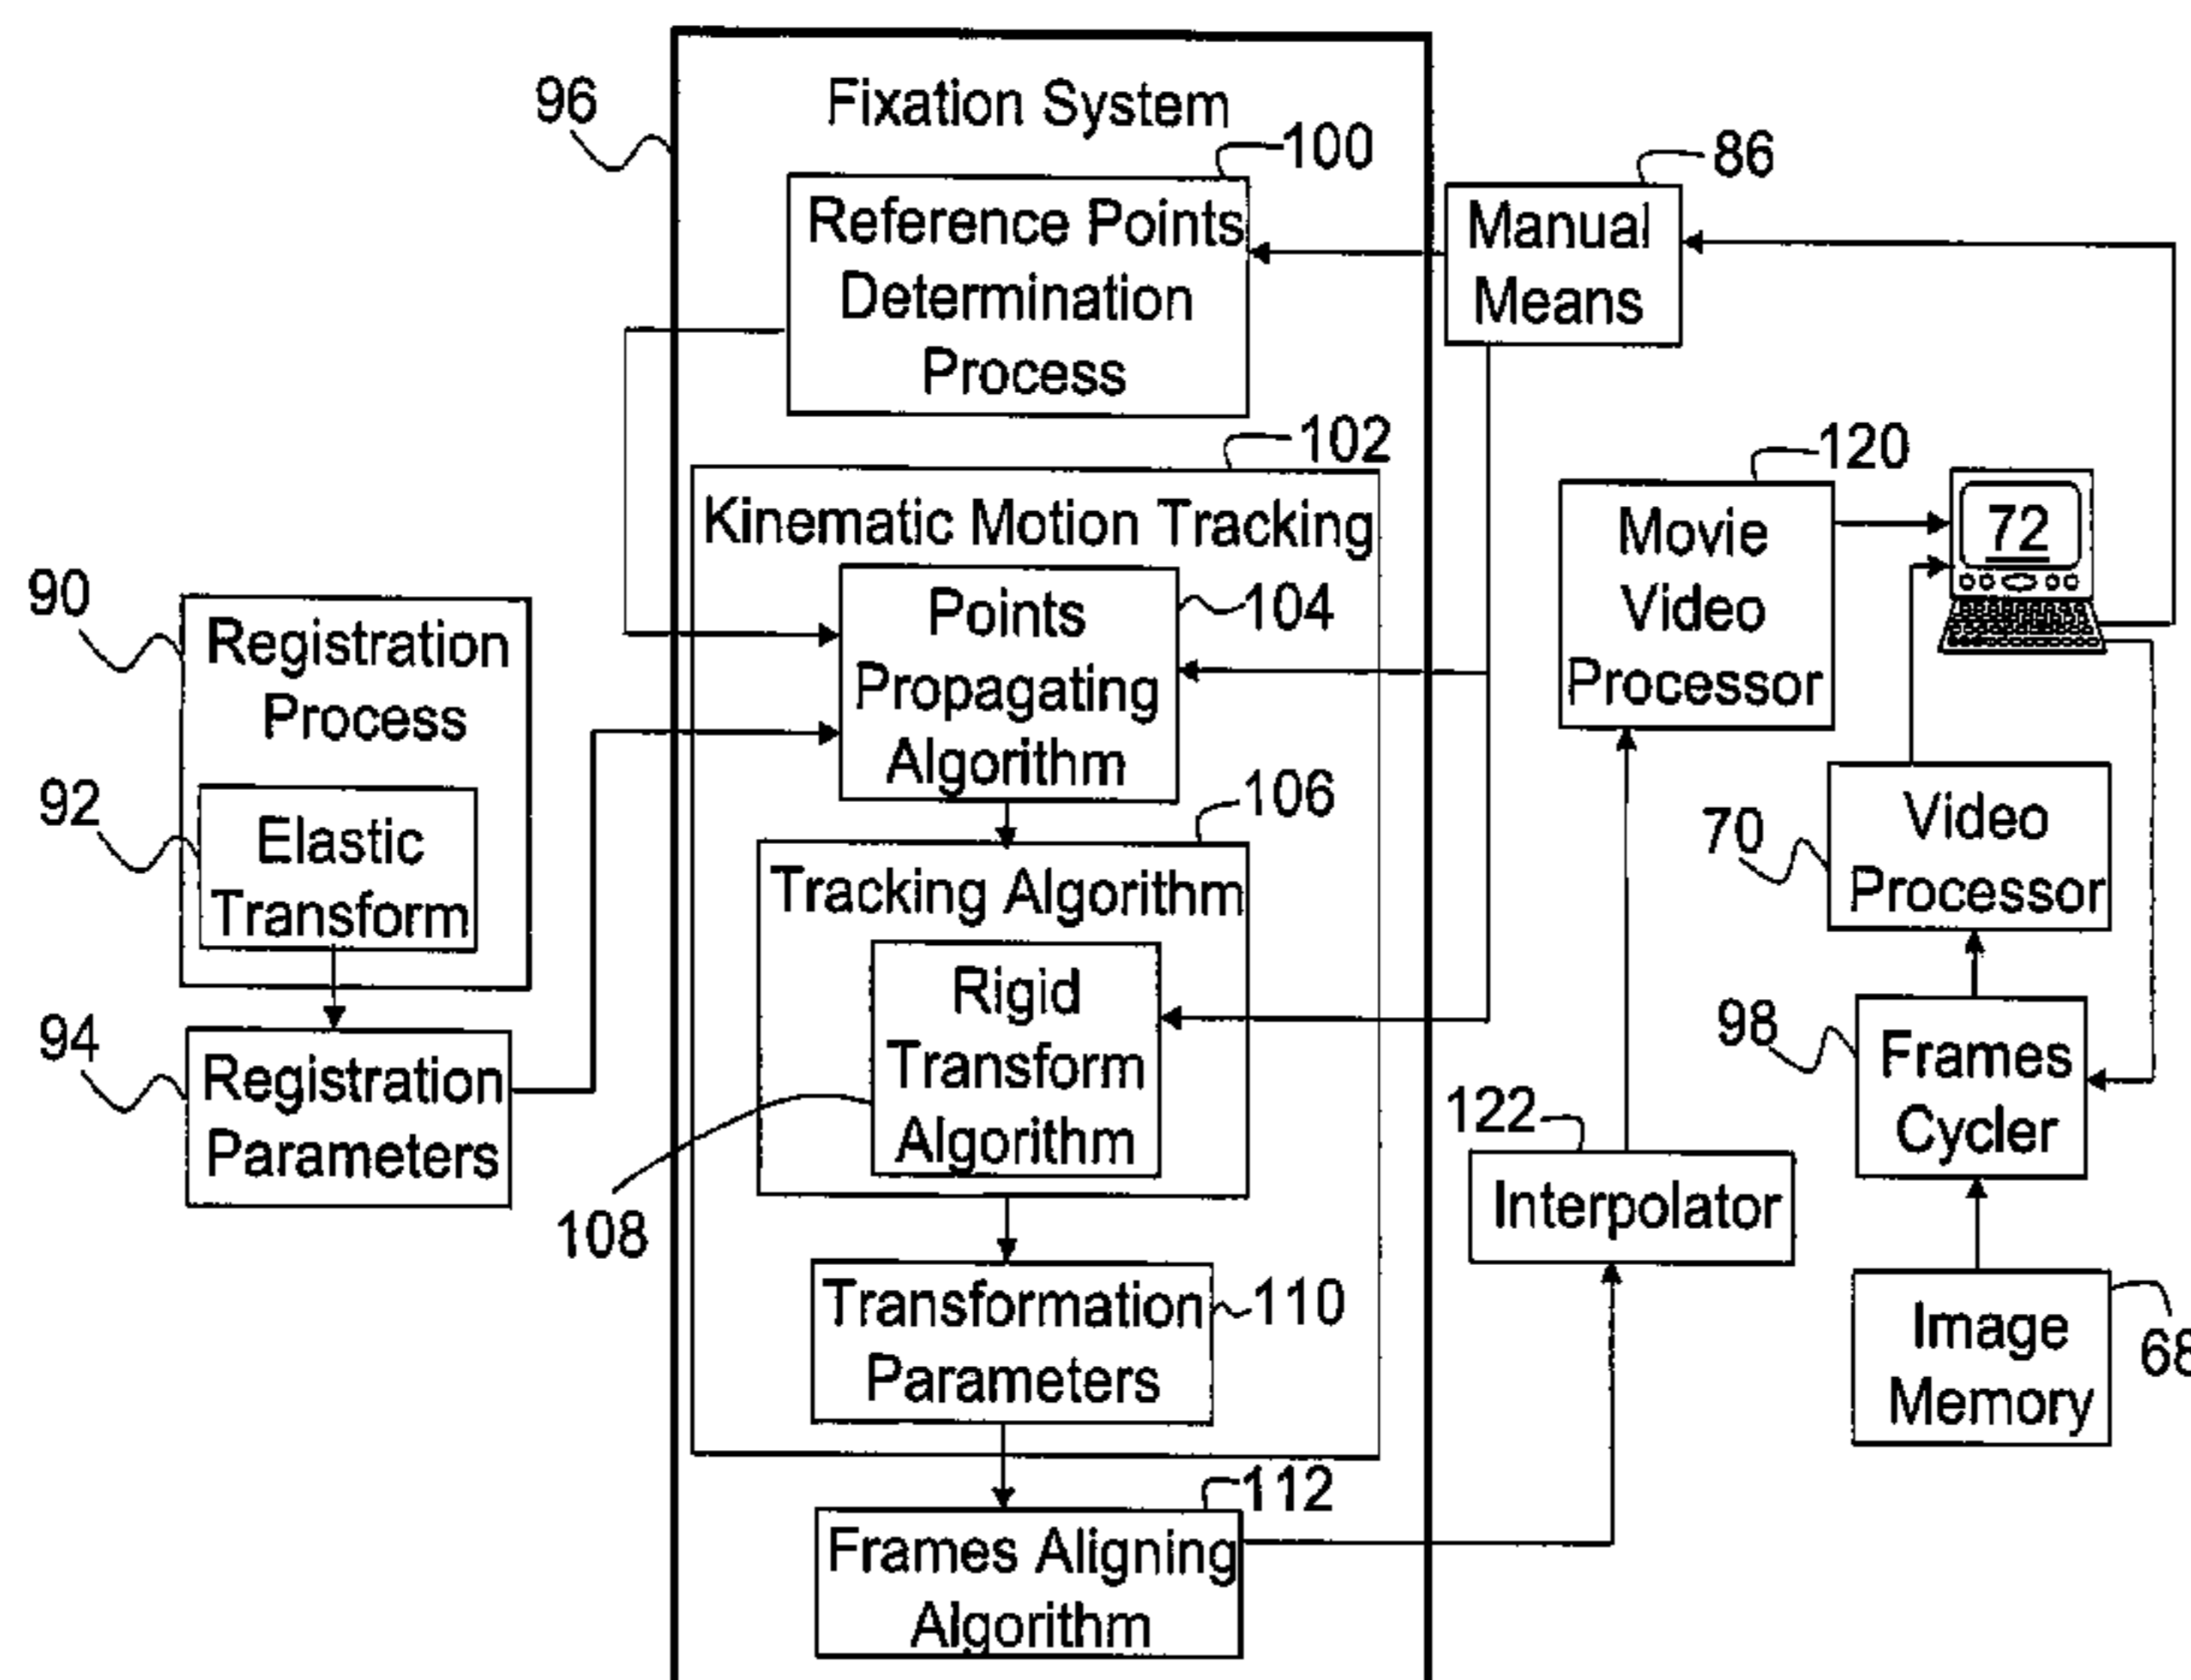 96
Fixation System
100
Reference Points
Determination
Process
86
Manual
Means
102
Kinematic Motion Tracking
104
Points
Propagating
Algorithm
106
Tracking Algorithm
Rigid
Transform
Algorithm
108
Transformation
Parameters
110
112
Frames Aligning
Algorithm
90
Registration
Process
92
Elastic
Transform
94
Registration
Parameters
120
Movie
Video
Processor
72
70
Video
Processor
98
Frames
Cycler
122
Interpolator
Image
Memory
68